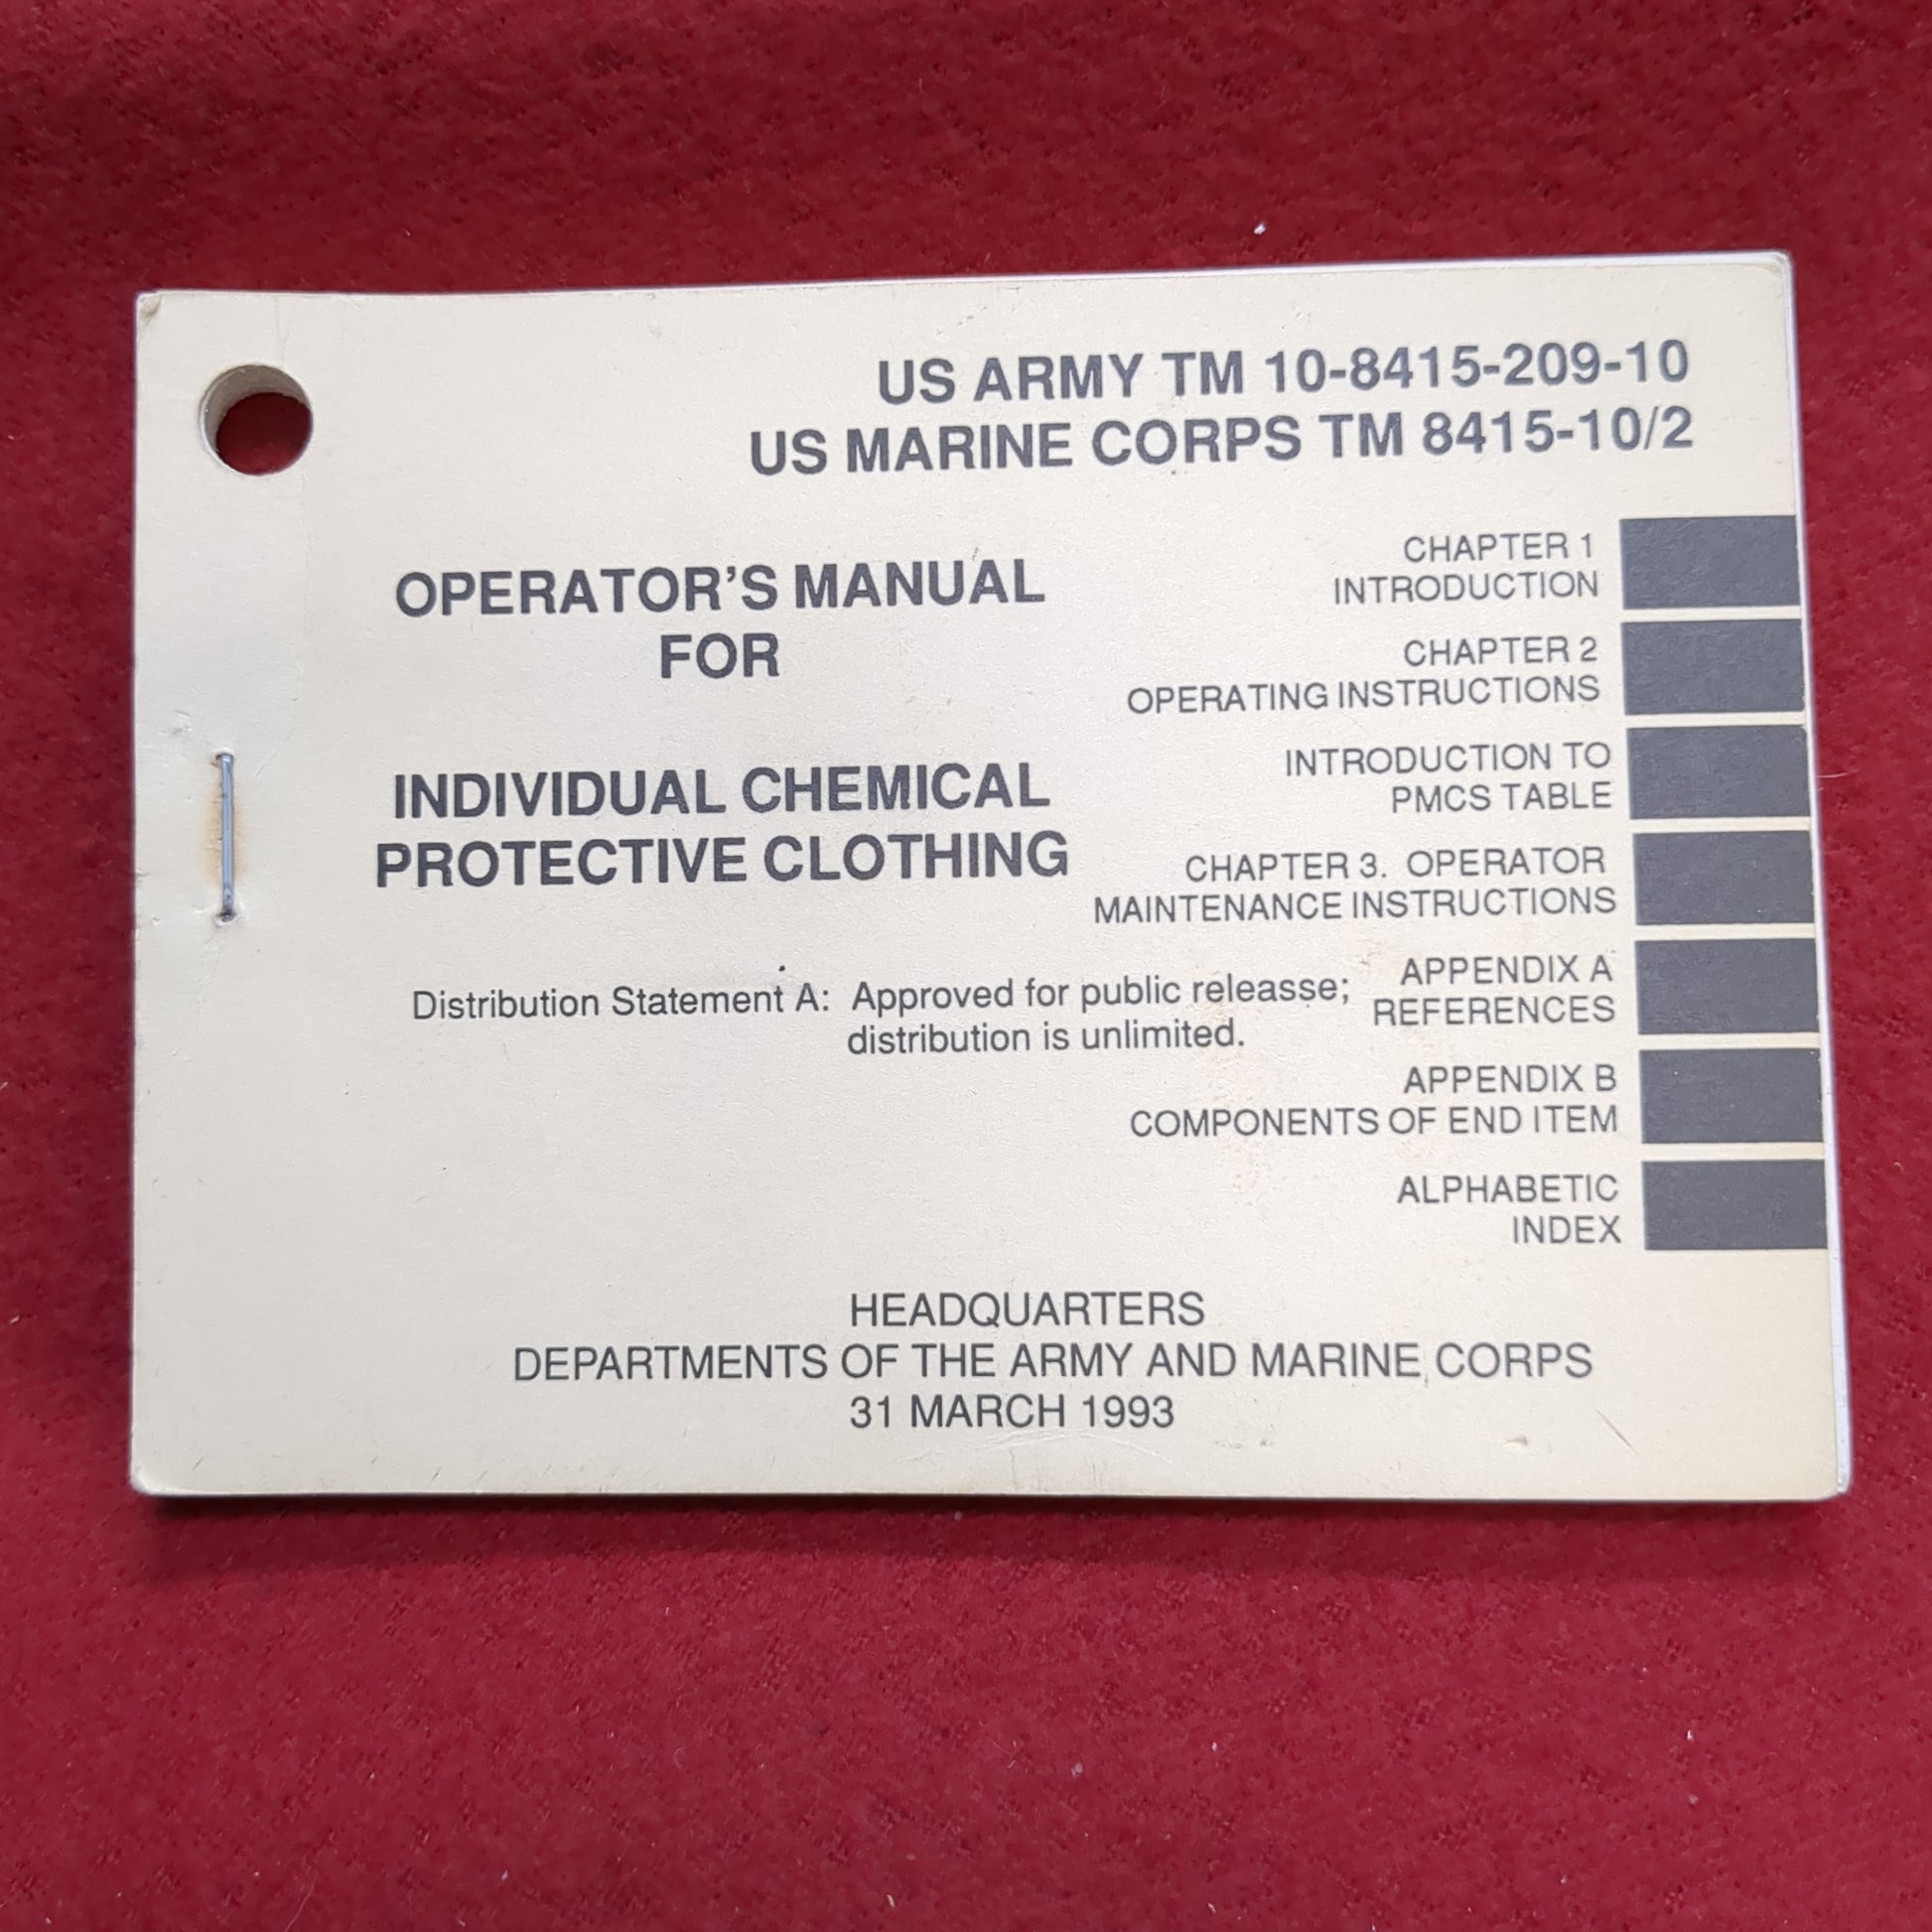 US ARMY TM 10-8415-209-10
US MARINE CORPS TM 8415-10/2
OPERATOR'S MANUAL
FOR
INDIVIDUAL CHEMICAL
PROTECTIVE CLOTHING
Distribution Statement A: Approved for public releasse;
distribution is unlimited.
CHAPTER 1
INTRODUCTION
CHAPTER 2
OPERATING INSTRUCTIONS
INTRODUCTION TO
PMCS TABLE
CHAPTER 3. OPERATOR
MAINTENANCE INSTRUCTIONS
APPENDIX A
REFERENCES
APPENDIX B
COMPONENTS OF END ITEM
ALPHABETIC
INDEX
HEADQUARTERS
DEPARTMENTS OF THE ARMY AND MARINE CORPS
31 MARCH 1993